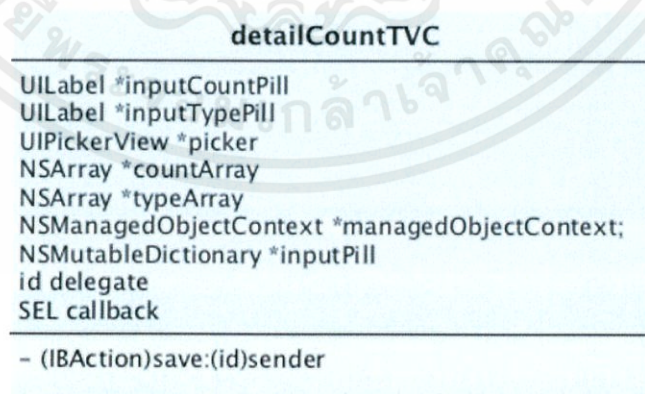 detailCountTVC
UILabel *inputCountPill
UILabel *inputTypePill
UIPickerView *picker
NSArray *countArray
NSArray *typeArray
NSManagedObjectContext *managedObjectContext;
NSMutableDictionary *inputPill
id delegate
SEL callback
- (IBAction)save:(id)sender